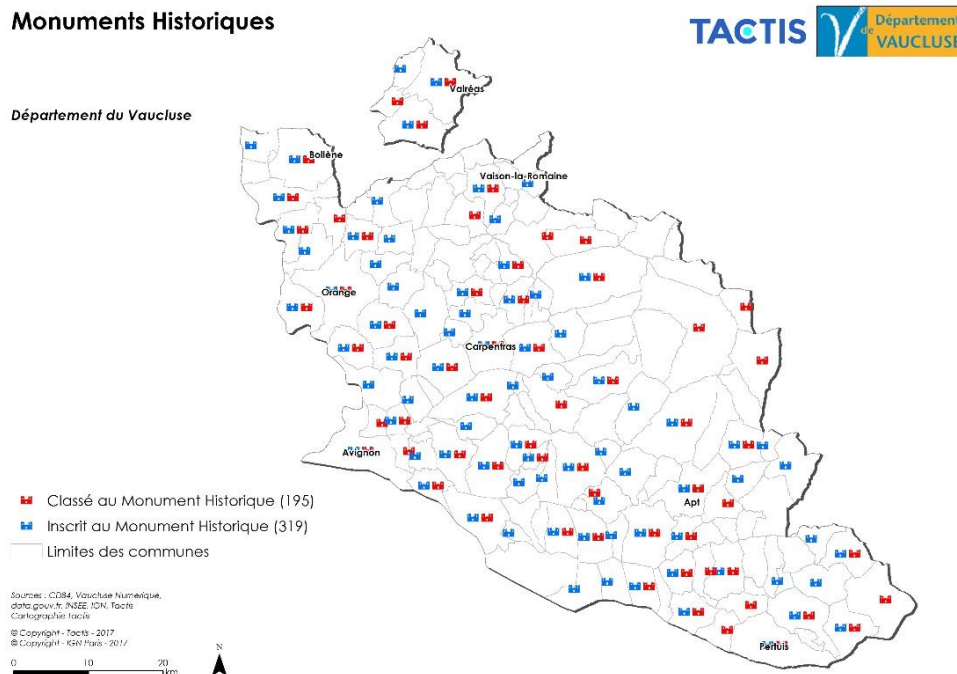 Monuments Historiques
TACTIS
Département
de VAUCLUSE
Département du Vaucluse
Valréas
Bollène
Vaison-la-Romaine
Orange
Carpentras
Avignon
Apt
Pertuis
Classé au Monument Historique (195)
Inscrit au Monument Historique (319)
Limites des communes
Sources : CD84, Vaucluse Numerique,
data.gouv.fr, INSEE, IGN, Tactis
Cartographie Tactis
© Copyright - Tactis - 2017
© Copyright - IGN Paris - 2017
N
0 10 20
km